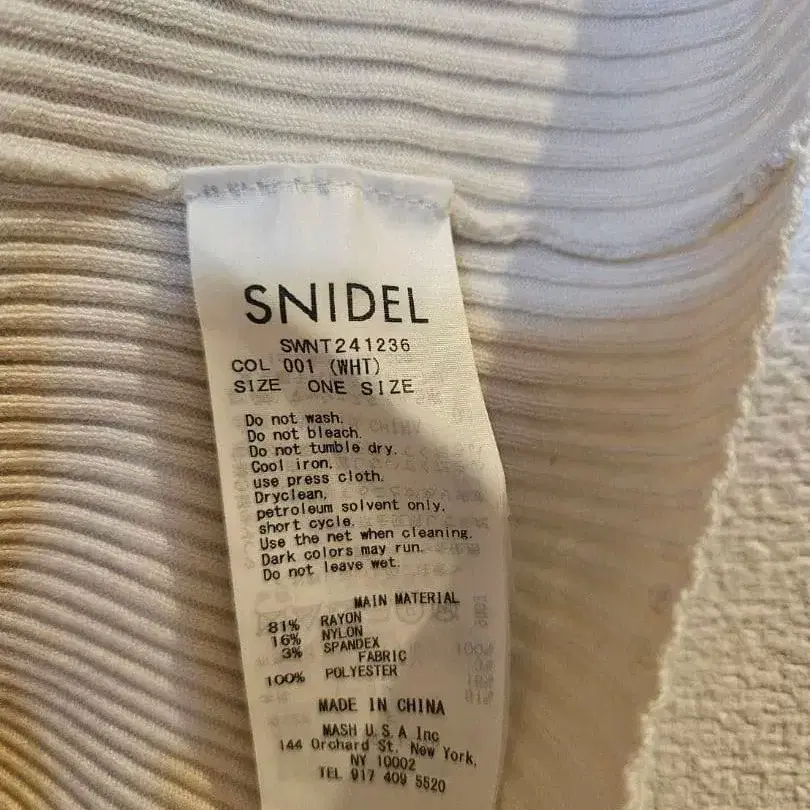 SNIDEL
SWNT241236
COL 001 (WHT)
SIZE ONE SIZE
Do not wash.
Do not bleach.
Do not tumble dry.
Cool iron.
use press cloth.
Dryclean.
petroleum solvent only.
short cycle.
Use the net when cleaning.
Dark colors may run.
Do not leave wet.
MAIN MATERIAL
81% RAYON
16% NYLON
3% SPANDEX
FABRIC
100% POLYESTER
MADE IN CHINA
MASH U.S.A Inc
144 Orchard St, New York,
NY 10002
TEL 917 409 5520